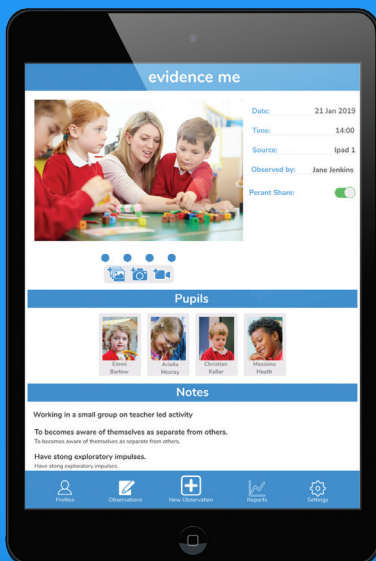 evidence me
Date: 21 Jan 2019
Time: 14:00
Source: Ipad 1
Observed by: Jane Jenkins
Perant Share:
Pupils
Emmi Arielle Christian Massimo
Barlow Mccray Keller Heath
Notes
Working in a small group on teacher led activity
To becomes aware of themselves as separate from others.
To becomes aware of themselves as separate from others.
Have stong exploratory impulses.
Have stong exploratory impulses.
Profiles Observations New Observation Reports Settings